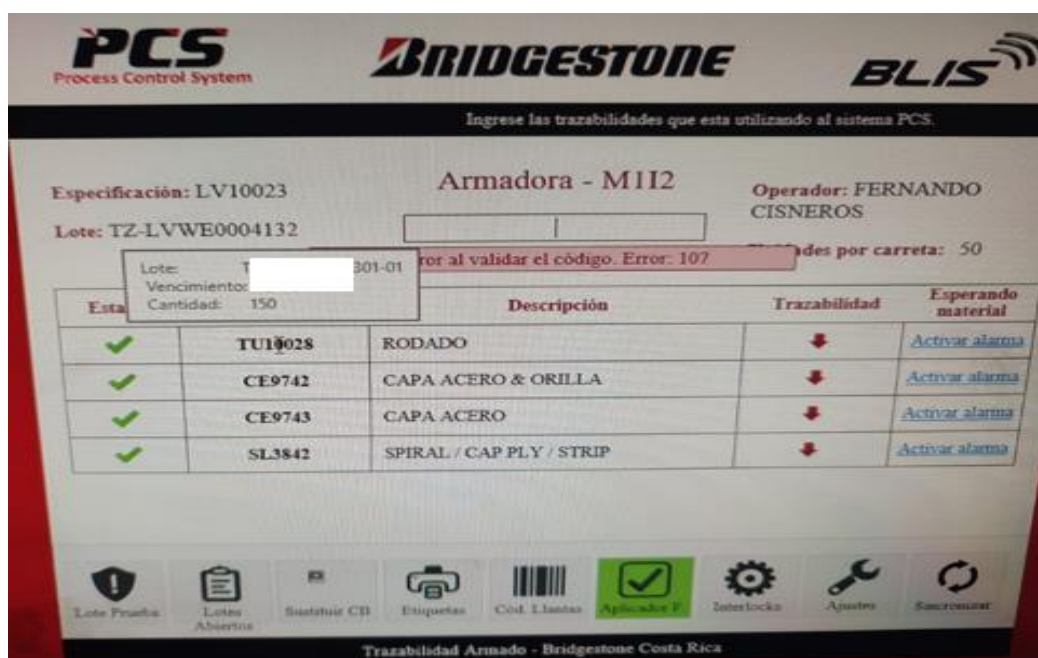 PCS
Process Control System
BRIDGESTONE
BLIS
Ingrese las trazabilidades que esta utilizando al sistema PCS.
Especificación: LV10023
Armadora - M1I2
Operador: FERNANDO
CISNEROS
Lote: TZ-LVWE0004132
por carreta: 50
al validar el código. Error: 107
Lote: 301-01
Vencimiento:
Cantidad: 150
Descripción
Trazabilidad
Esperando
material
TU10028 RODADO Activar alarma
CE9742 CAPA ACERO & ORILLA Activar alarma
CE9743 CAPA ACERO Activar alarma
SL3842 SPIRAL / CAP PLY / STRIP Activar alarma
Lote Prueba
Lotes
Abiertos
Sustituir CB
Etiquetas
Cód. Llantas
Aplicador F.
Interlocks
Ajustes
Sincronizar
Trazabilidad Armado - Bridgestone Costa Rica